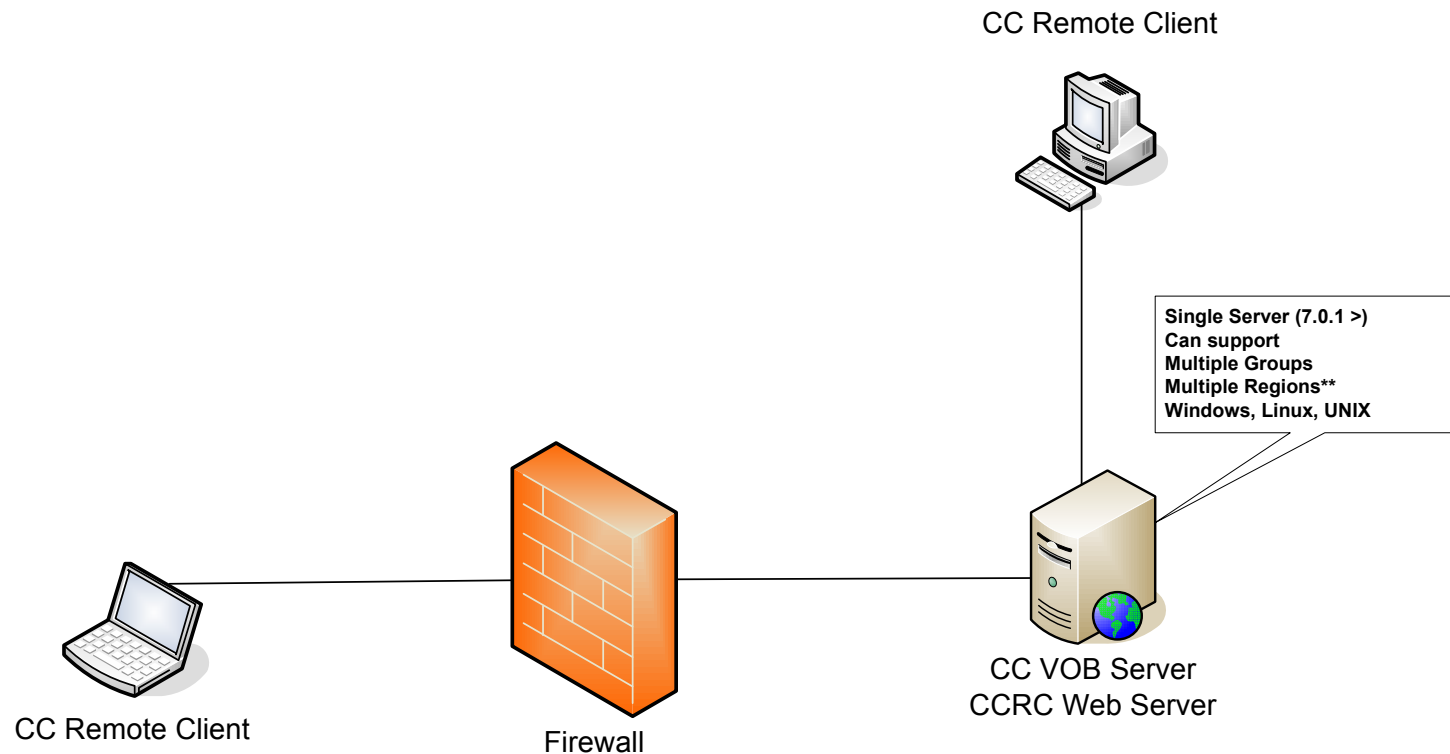 CC Remote Client
Single Server (7.0.1 >)
Can support
Multiple Groups
Multiple Regions**
Windows, Linux, UNIX
CC VOB Server
CCRC Web Server
CC Remote Client
Firewall